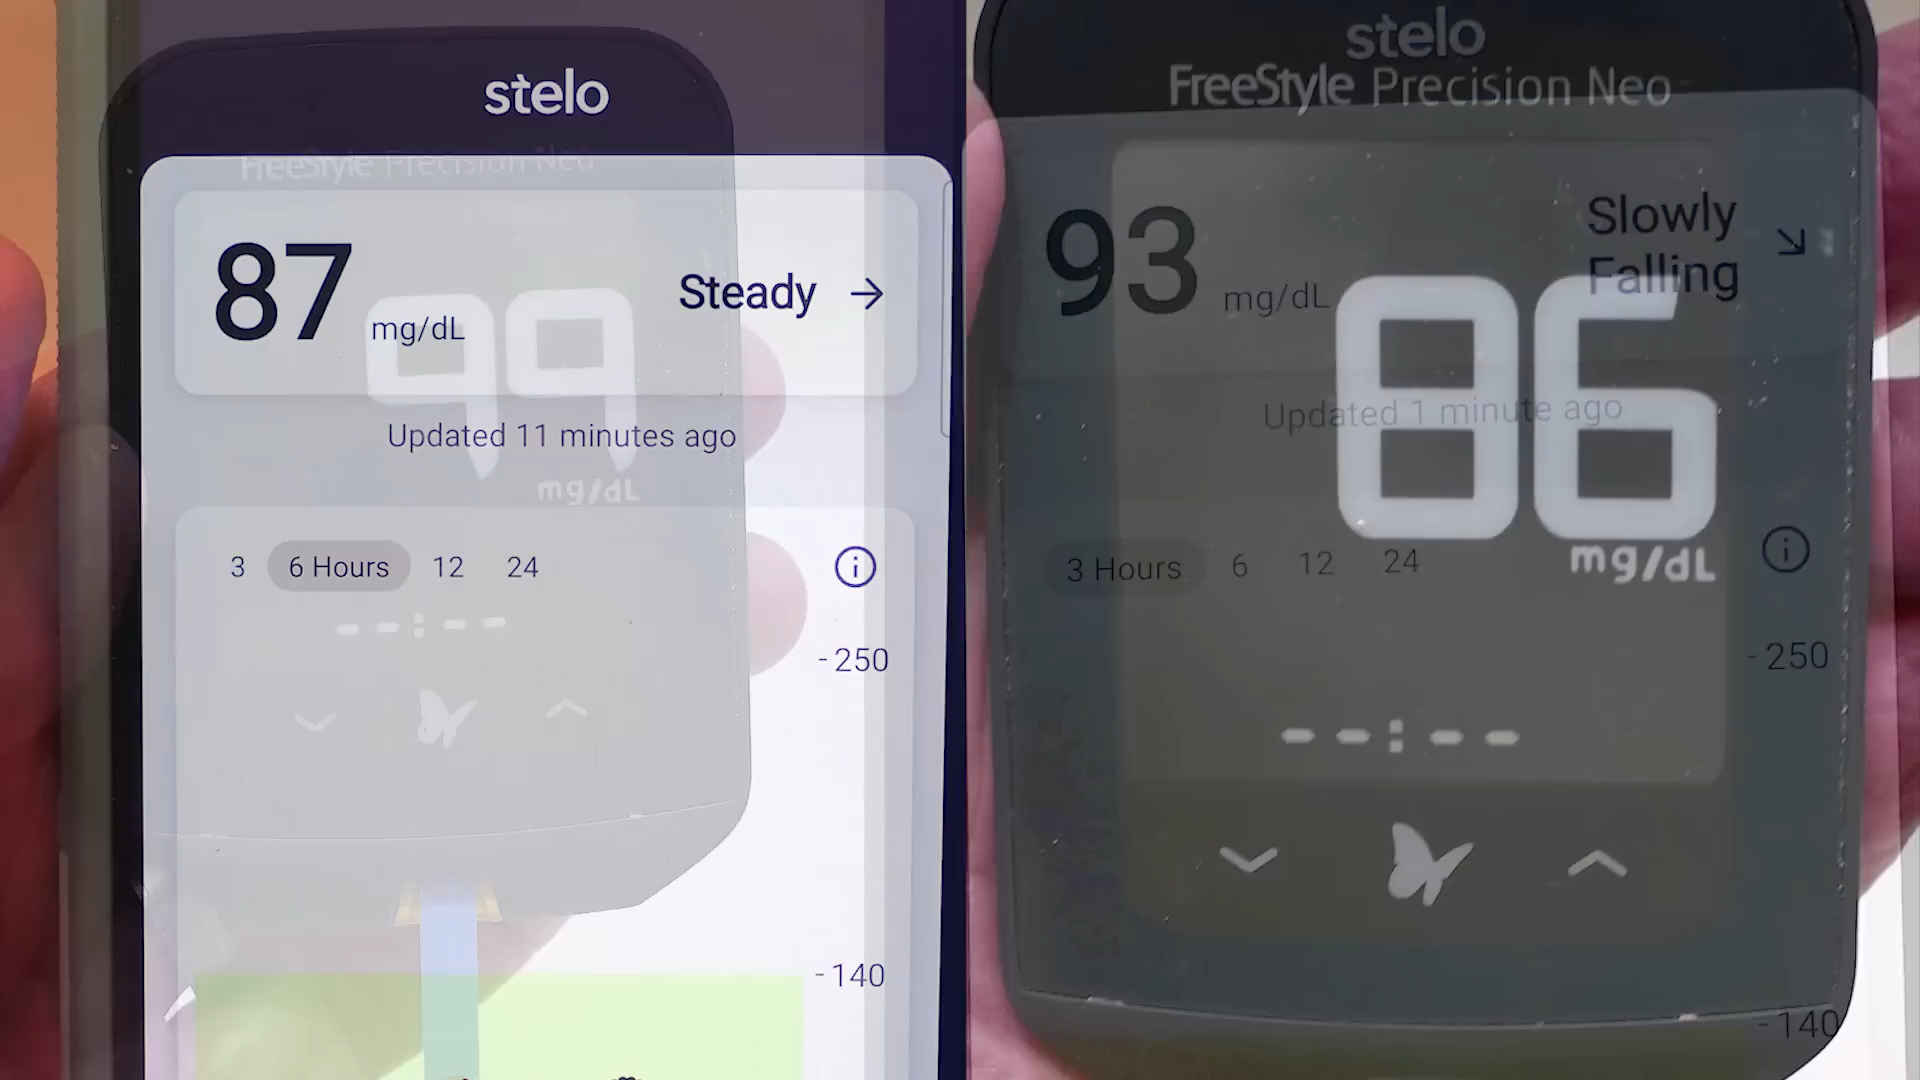 stelo
FreeStyle Precision Neo
87 mg/dL
Steady →
99
mg/dL
Updated 11 minutes ago
3 6 Hours 12 24
--:--
- 250
- 140
stelo
FreeStyle Precision Neo
93 mg/dL
Slowly
Falling
86
mg/dL
Updated 1 minute ago
3 Hours 6 12 24
- 250
--:--
- 140